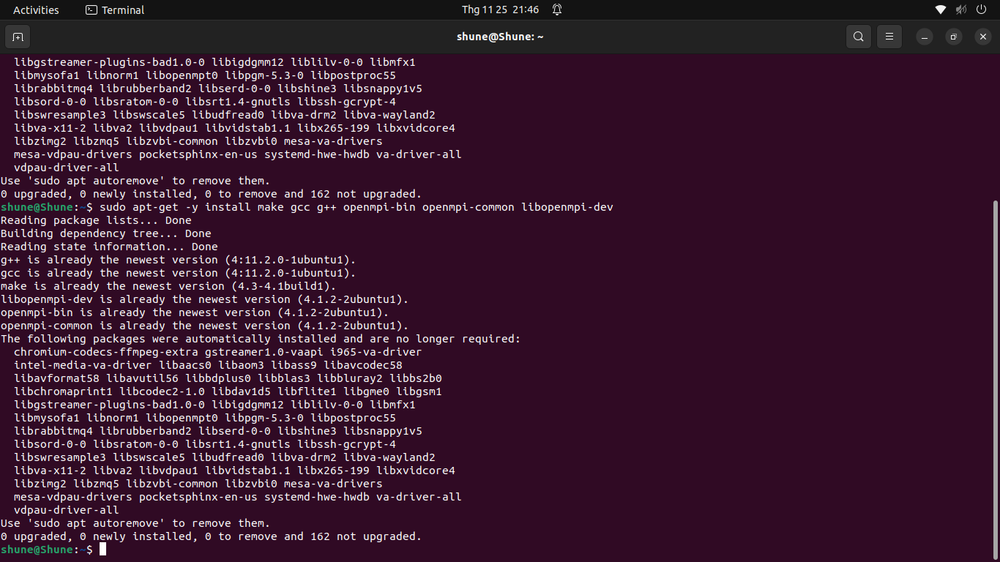 Activities Terminal Thg 11 25 21:46
shune@Shune: ~
  libgstreamer-plugins-bad1.0-0 libigdgmm12 liblilv-0-0 libmfx1
  libmysofa1 libnorm1 libopenmpt0 libpgm-5.3-0 libpostproc55
  librabbitmq4 librubberband2 libserd-0-0 libshine3 libsnappy1v5
  libsord-0-0 libsratom-0-0 libsrt1.4-gnutls libssh-gcrypt-4
  libswresample3 libswscale5 libudfread0 libva-drm2 libva-wayland2
  libva-x11-2 libva2 libvdpau1 libvidstab1.1 libx265-199 libxvidcore4
  libzimg2 libzmq5 libzvbi-common libzvbi0 mesa-va-drivers
  mesa-vdpau-drivers pocketsphinx-en-us systemd-hwe-hwdb va-driver-all
  vdpau-driver-all
Use 'sudo apt autoremove' to remove them.
0 upgraded, 0 newly installed, 0 to remove and 162 not upgraded.
shune@Shune:~$ sudo apt-get -y install make gcc g++ openmpi-bin openmpi-common libopenmpi-dev
Reading package lists... Done
Building dependency tree... Done
Reading state information... Done
g++ is already the newest version (4:11.2.0-1ubuntu1).
gcc is already the newest version (4:11.2.0-1ubuntu1).
make is already the newest version (4.3-4.1build1).
libopenmpi-dev is already the newest version (4.1.2-2ubuntu1).
openmpi-bin is already the newest version (4.1.2-2ubuntu1).
openmpi-common is already the newest version (4.1.2-2ubuntu1).
The following packages were automatically installed and are no longer required:
  chromium-codecs-ffmpeg-extra gstreamer1.0-vaapi i965-va-driver
  intel-media-va-driver libaacs0 libaom3 libass9 libavcodec58
  libavformat58 libavutil56 libbdplus0 libblas3 libbluray2 libbs2b0
  libchromaprint1 libcodec2-1.0 libdav1d5 libflite1 libgme0 libgsm1
  libgstreamer-plugins-bad1.0-0 libigdgmm12 liblilv-0-0 libmfx1
  libmysofa1 libnorm1 libopenmpt0 libpgm-5.3-0 libpostproc55
  librabbitmq4 librubberband2 libserd-0-0 libshine3 libsnappy1v5
  libsord-0-0 libsratom-0-0 libsrt1.4-gnutls libssh-gcrypt-4
  libswresample3 libswscale5 libudfread0 libva-drm2 libva-wayland2
  libva-x11-2 libva2 libvdpau1 libvidstab1.1 libx265-199 libxvidcore4
  libzimg2 libzmq5 libzvbi-common libzvbi0 mesa-va-drivers
  mesa-vdpau-drivers pocketsphinx-en-us systemd-hwe-hwdb va-driver-all
  vdpau-driver-all
Use 'sudo apt autoremove' to remove them.
0 upgraded, 0 newly installed, 0 to remove and 162 not upgraded.
shune@Shune:~$